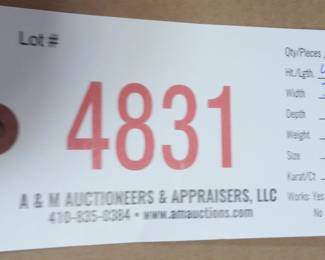 Lot #
4831
A & M AUCTIONEERS & APPRAISERS, LLC
410-835-0384 • www.amauctions.com
Qty/Pieces
Ht./Lgth.
Width
Depth
Weight
Size
Karat/Ct
Works: Yes
No